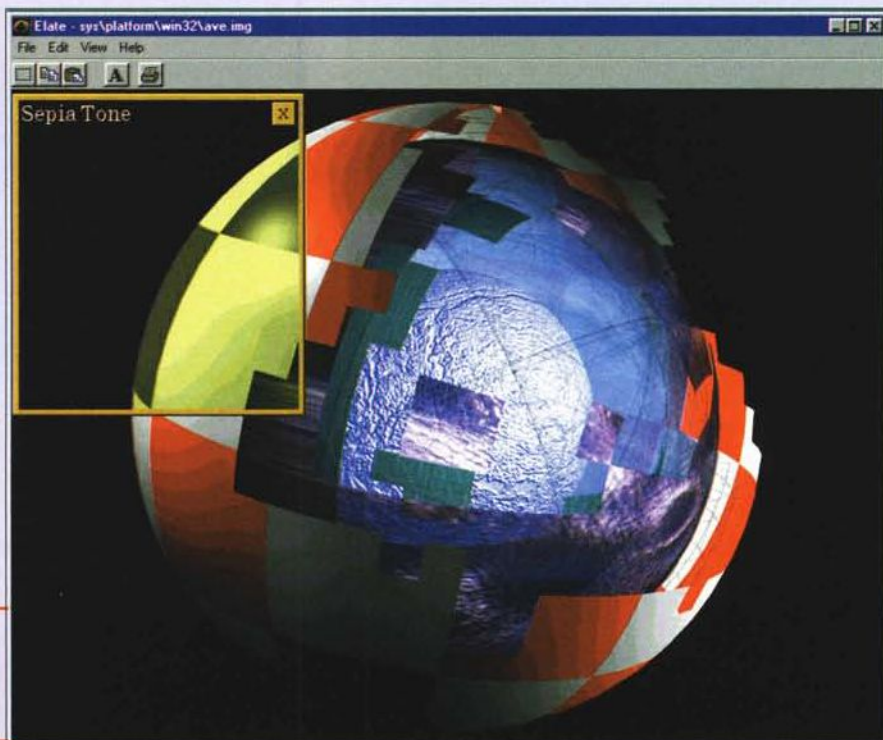 Elate - sys\platform\win32\ave.img
File Edit View Help
A
Sepia Tone X